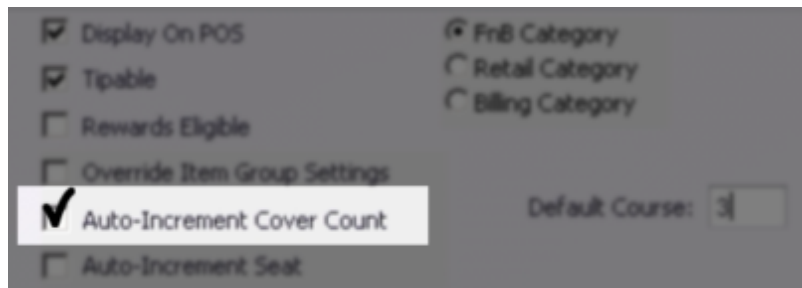 Display On POS
Tipable
Rewards Eligible
Override Item Group Settings
Auto-Increment Cover Count
Auto-Increment Seat
FnB Category
Retail Category
Billing Category
Default Course: 3